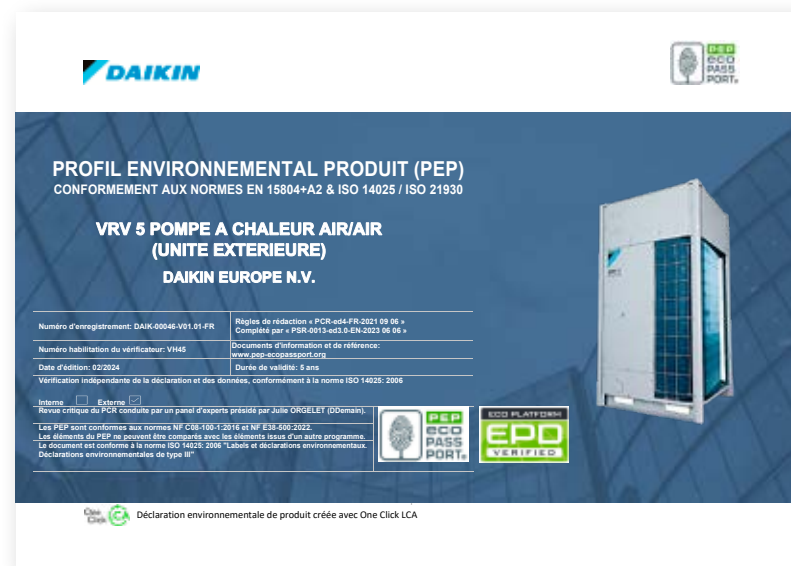 DAIKIN
PEP
eco
PASS
PORT®
PROFIL ENVIRONNEMENTAL PRODUIT (PEP)
CONFORMEMENT AUX NORMES EN 15804+A2 & ISO 14025 / ISO 21930
VRV 5 POMPE A CHALEUR AIR/AIR
(UNITE EXTERIEURE)
DAIKIN EUROPE N.V.
Numéro d'enregistrement: DAIK-00046-V01.01-FR
Règles de rédaction « PCR-ed4-FR-2021 09 06 »
Complété par « PSR-0013-ed3.0-EN-2023 06 06 »
Numéro habilitation du vérificateur: VH45
Documents d'information et de référence:
www.pep-ecopassport.org
Date d'édition: 02/2024
Durée de validité: 5 ans
Vérification indépendante de la déclaration et des données, conformément à la norme ISO 14025: 2006
Interne Externe
Revue critique du PCR conduite par un panel d'experts présidé par Julie ORGELET (DDemain).
Les PEP sont conformes aux normes NF C08-100-1:2016 et NF E38-500:2022.
Les éléments du PEP ne peuvent être comparés avec les éléments issus d'un autre programme.
Le document est conforme à la norme ISO 14025: 2006 "Labels et déclarations environnementaux.
Déclarations environnementales de type III"
PEP
eco
PASS
PORT®
ECO PLATFORM
EPD
VERIFIED
One
Click
LCA
Déclaration environnementale de produit créée avec One Click LCA